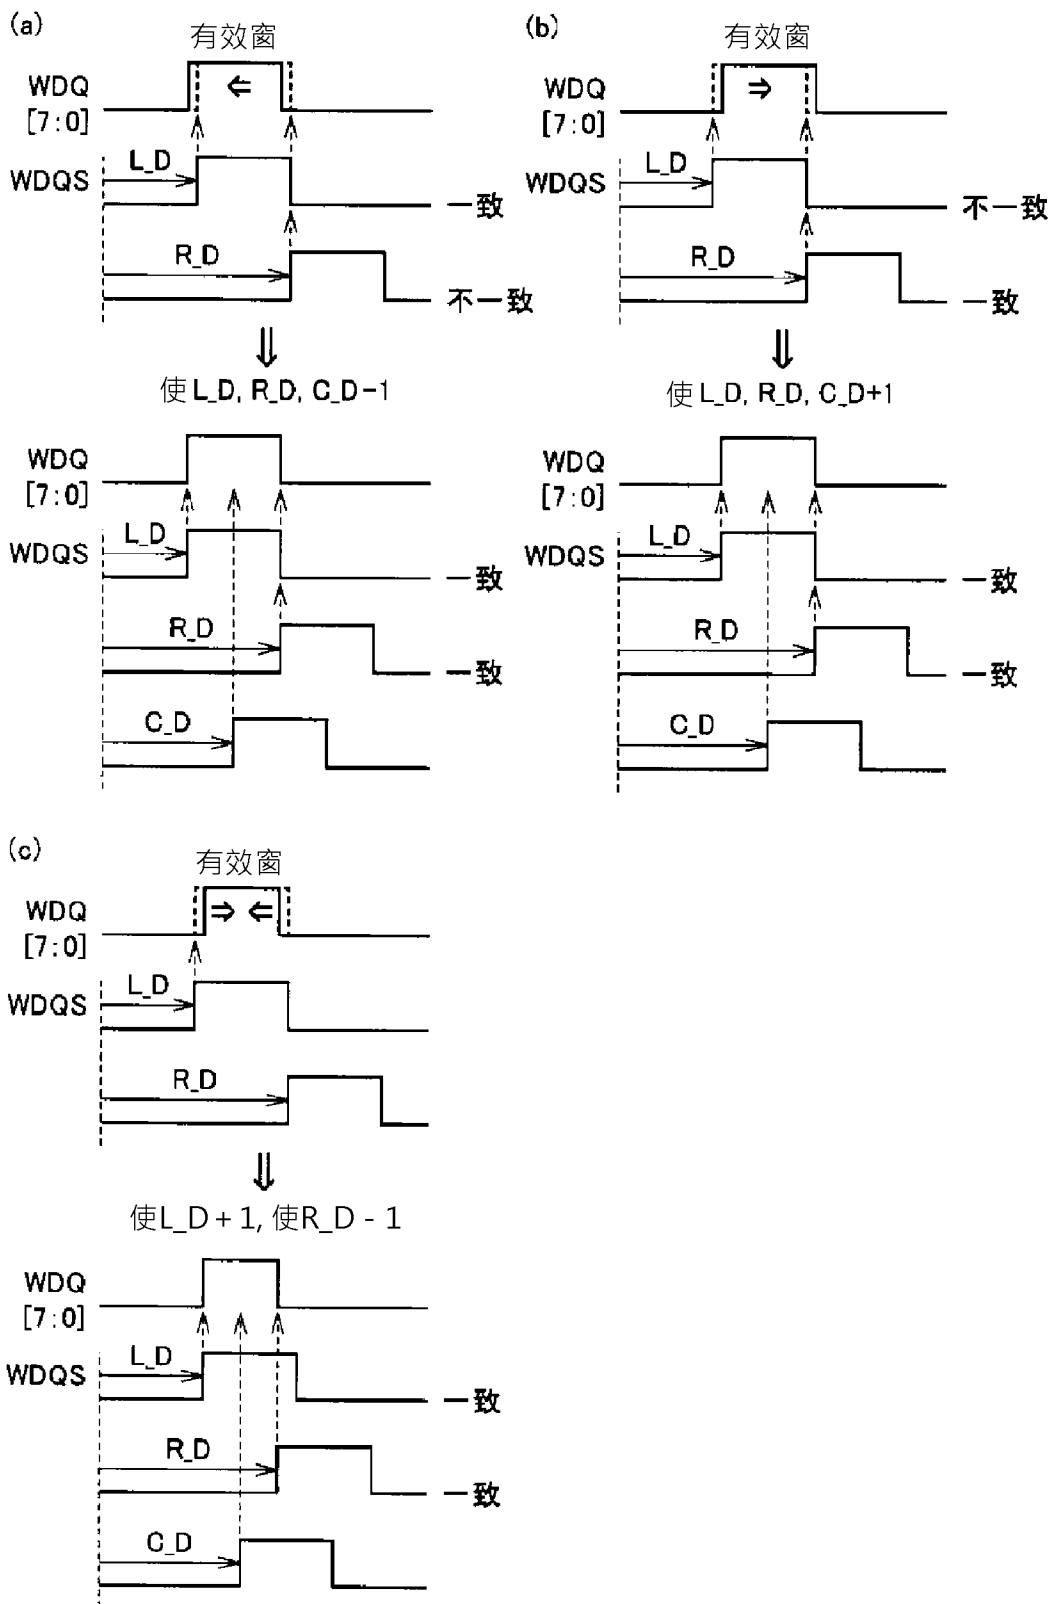 (a)
有效窗
WDQ
[7:0]
L_D
WDQS
一致
R_D
不一致
⇓
使L_D, R_D, C_D-1
WDQ
[7:0]
L_D
WDQS
一致
R_D
一致
C_D
(b)
有效窗
WDQ
[7:0]
L_D
WDQS
不一致
R_D
一致
⇓
使L_D, R_D, C_D+1
WDQ
[7:0]
L_D
WDQS
一致
R_D
一致
C_D
(c)
有效窗
WDQ
[7:0]
L_D
WDQS
R_D
⇓
使L_D+1, 使R_D - 1
WDQ
[7:0]
L_D
WDQS
一致
R_D
一致
C_D